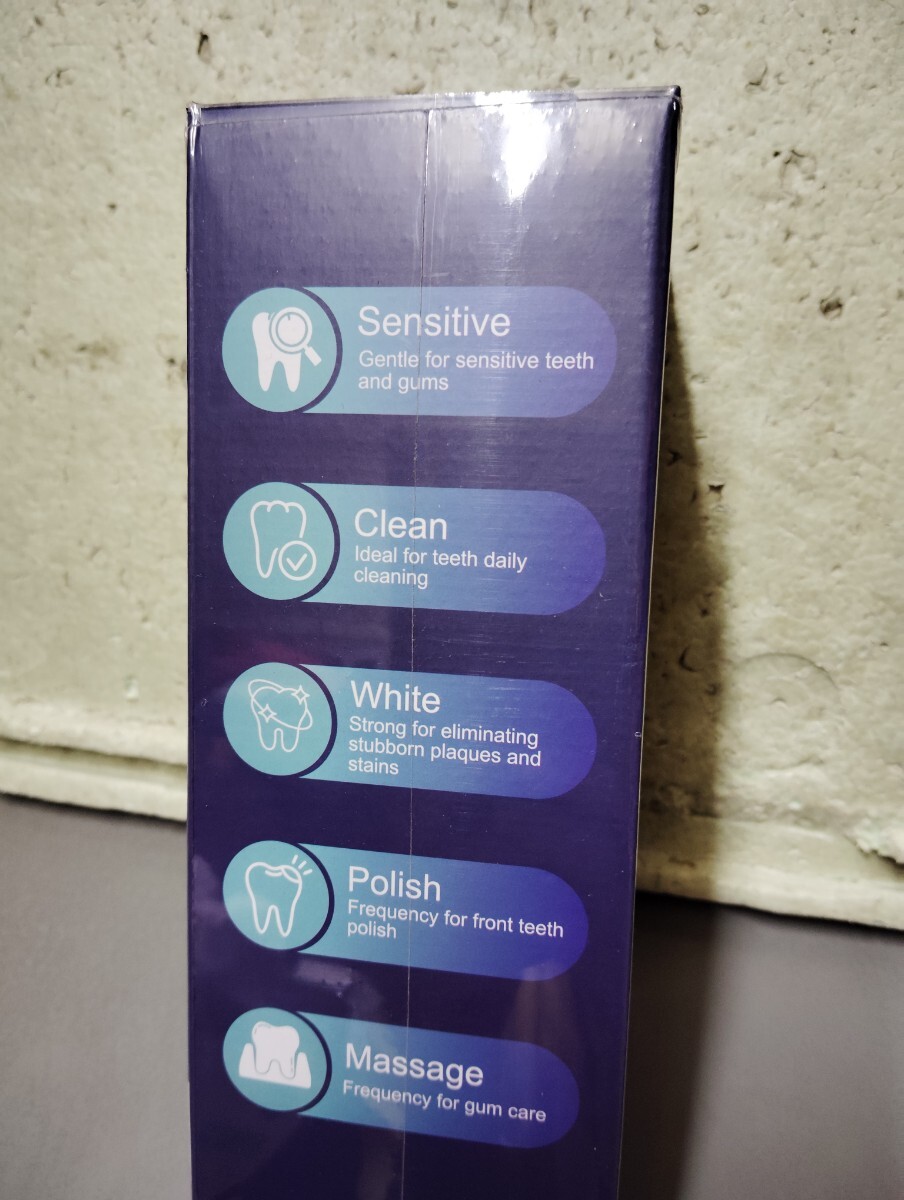 Sensitive
Gentle for sensitive teeth
and gums
Clean
Ideal for teeth daily
cleaning
White
Strong for eliminating
stubborn plaques and
stains
Polish
Frequency for front teeth
polish
Massage
Frequency for gum care